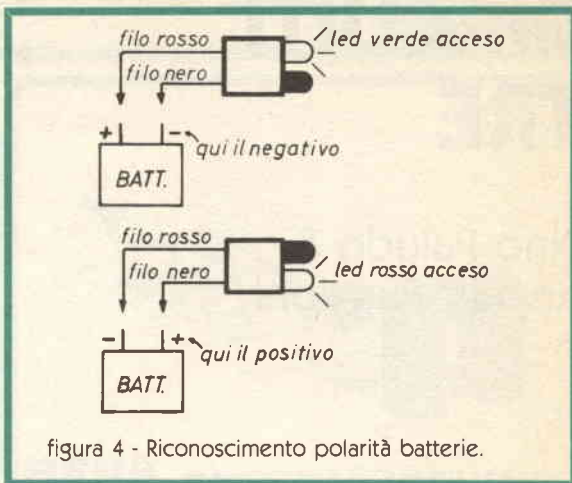 filo rosso
led verde acceso
filo nero
+ - qui il negativo
BATT.
filo rosso
filo nero
led rosso acceso
- + qui il positivo
BATT.
figura 4 - Riconoscimento polarità batterie.